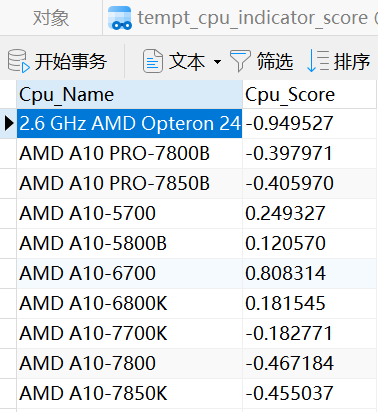 对象 tempt_cpu_indicator_score
开始事务 文本 筛选 排序
Cpu_Name Cpu_Score
2.6 GHz AMD Opteron 24 -0.949527
AMD A10 PRO-7800B -0.397971
AMD A10 PRO-7850B -0.405970
AMD A10-5700 0.249327
AMD A10-5800B 0.120570
AMD A10-6700 0.808314
AMD A10-6800K 0.181545
AMD A10-7700K -0.182771
AMD A10-7800 -0.467184
AMD A10-7850K -0.455037